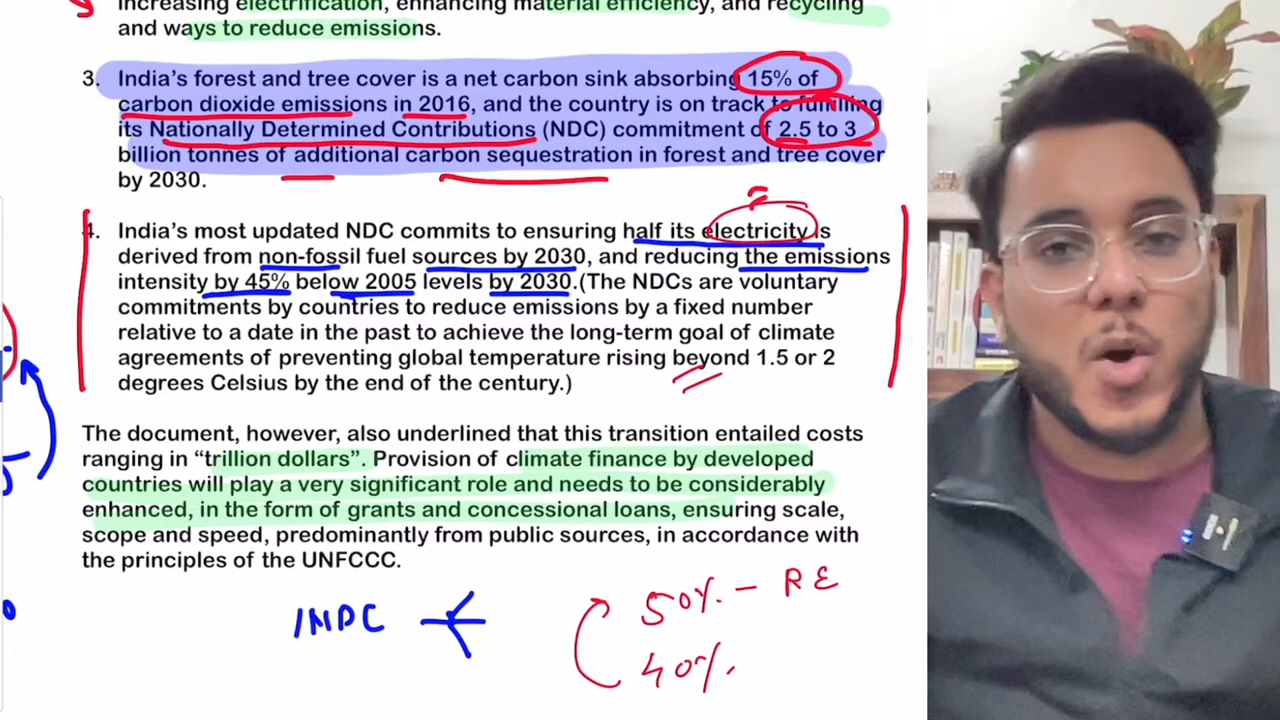 increasing electrification, enhancing material efficiency, and recycling
and ways to reduce emissions.
3. India's forest and tree cover is a net carbon sink absorbing 15% of
carbon dioxide emissions in 2016, and the country is on track to fulfilling
its Nationally Determined Contributions (NDC) commitment of 2.5 to 3
billion tonnes of additional carbon sequestration in forest and tree cover
by 2030.
4. India's most updated NDC commits to ensuring half its electricity is
derived from non-fossil fuel sources by 2030, and reducing the emissions
intensity by 45% below 2005 levels by 2030.(The NDCs are voluntary
commitments by countries to reduce emissions by a fixed number
relative to a date in the past to achieve the long-term goal of climate
agreements of preventing global temperature rising beyond 1.5 or 2
degrees Celsius by the end of the century.)
The document, however, also underlined that this transition entailed costs
ranging in “trillion dollars”. Provision of climate finance by developed
countries will play a very significant role and needs to be considerably
enhanced, in the form of grants and concessional loans, ensuring scale,
scope and speed, predominantly from public sources, in accordance with
the principles of the UNFCCC.
INDC
50% - RE
40%